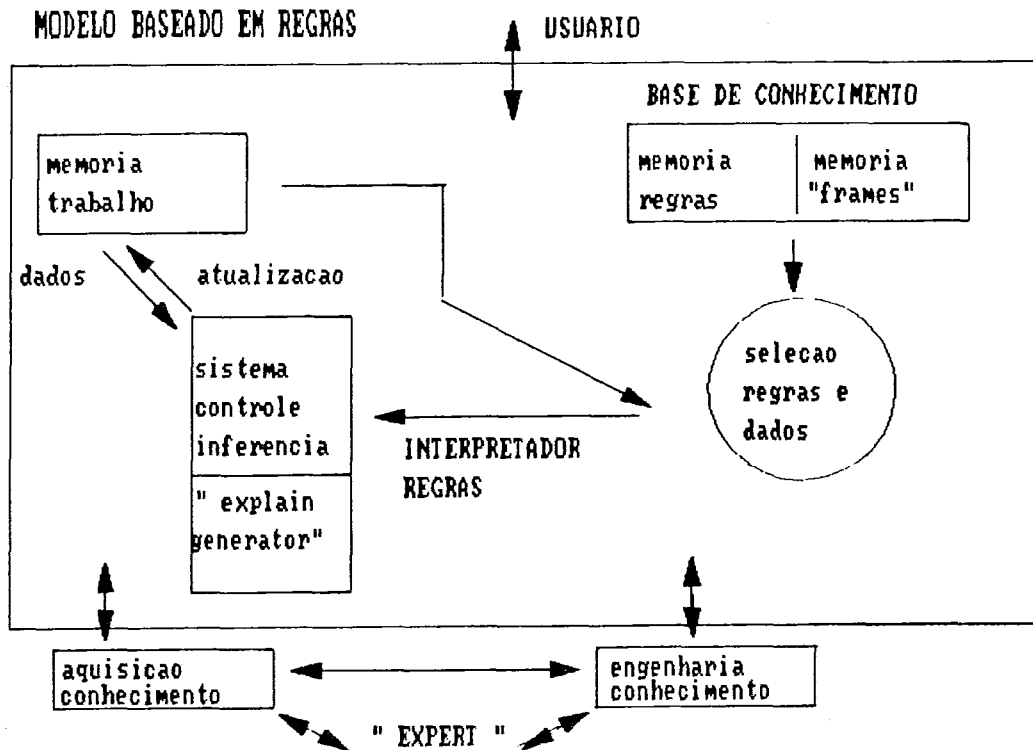 MODELO BASEADO EM REGRAS
USUARIO
BASE DE CONHECIMENTO
memoria
trabalho
memoria
regras
memoria
"frames"
dados
atualizacao
sistema
controle
inferencia
" explain
generator"
selecao
regras e
dados
INTERPRETADOR
REGRAS
aquisicao
conhecimento
engenharia
conhecimento
" EXPERT "